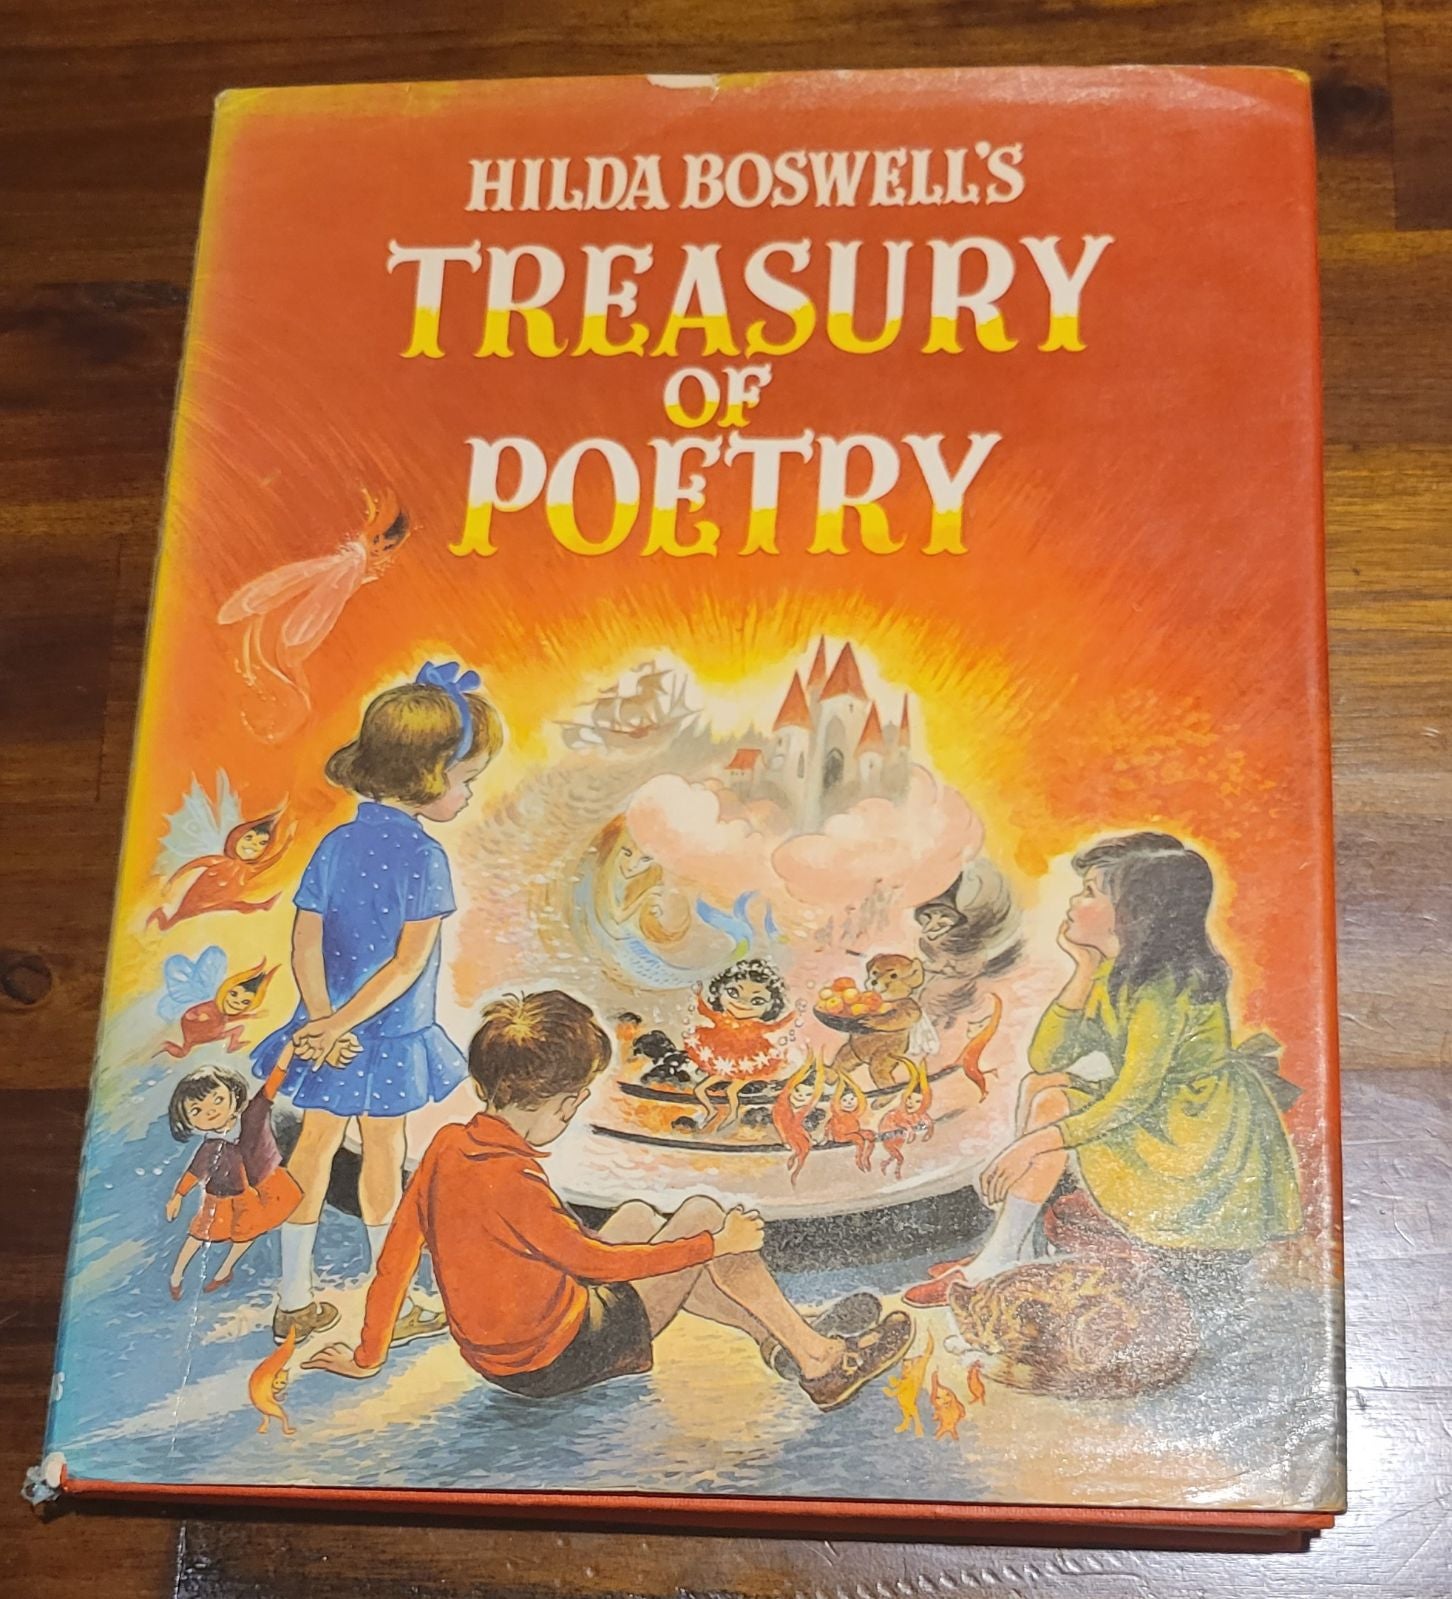 HILDA BOSWELL'S
TREASURY
OF
POETRY